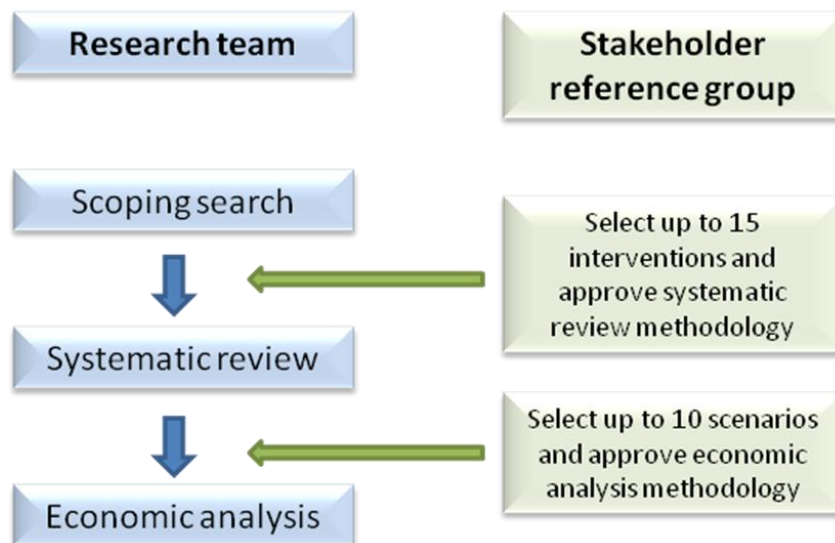 Research team
Stakeholder
reference group
Scoping search
Select up to 15
interventions and
approve systematic
review methodology
Systematic review
Select up to 10 scenarios
and approve economic
analysis methodology
Economic analysis